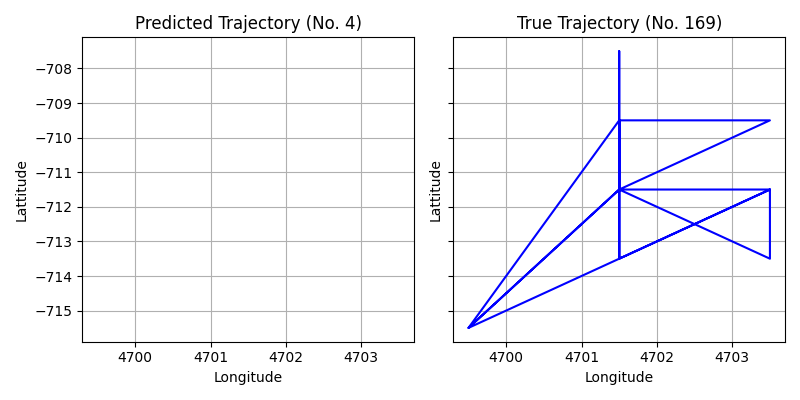 Predicted Trajectory (No. 4)
True Trajectory (No. 169)
−708
−709
−710
−711
−712
−713
−714
−715
Lattitude
Lattitude
4700 4701 4702 4703
4700 4701 4702 4703
Longitude
Longitude